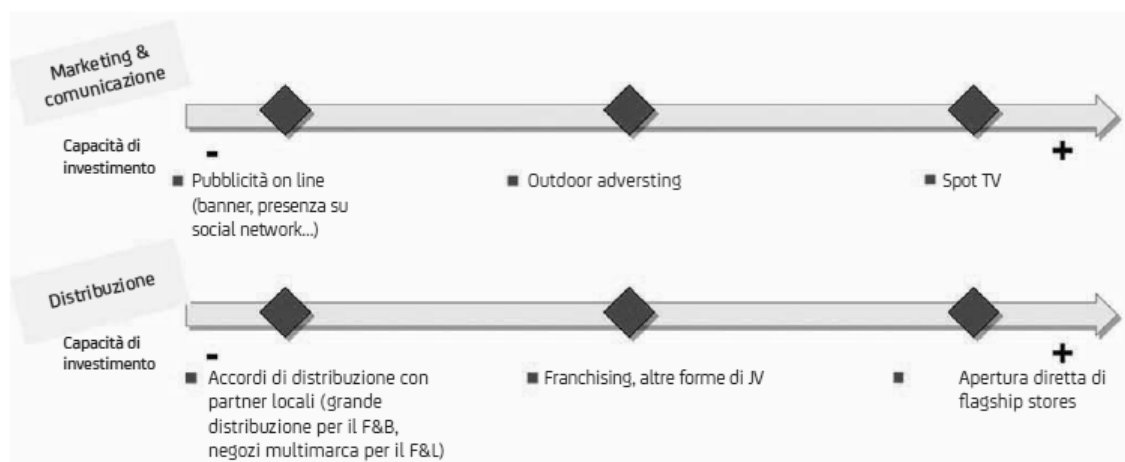 Marketing &
comunicazione
Capacità di
investimento
-
+
Pubblicità on line
(banner, presenza su
social network...)
Outdoor adversting
Spot TV
Distribuzione
Capacità di
investimento
-
+
Accordi di distribuzione con
partner locali (grande
distribuzione per il F&B,
negozi multimarca per il F&L)
Franchising, altre forme di JV
Apertura diretta di
flagship stores